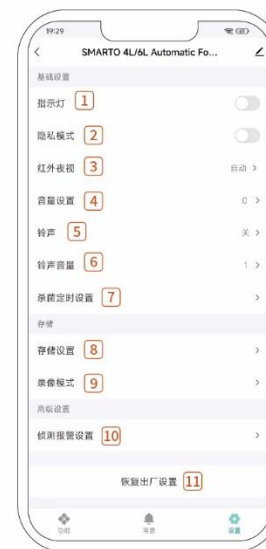 19:29
SMARTO 4L/6L Automatic Fo...
基础设置
指示灯 1
隐私模式 2
红外夜视 3 自动 >
音量设置 4 0 >
铃声 5 关 >
铃声音量 6 1 >
杀菌定时设置 7 >
存储
存储设置 8 >
录像模式 9 >
高级设置
侦测报警设置 10 >
恢复出厂设置 11
功能 消息 设置